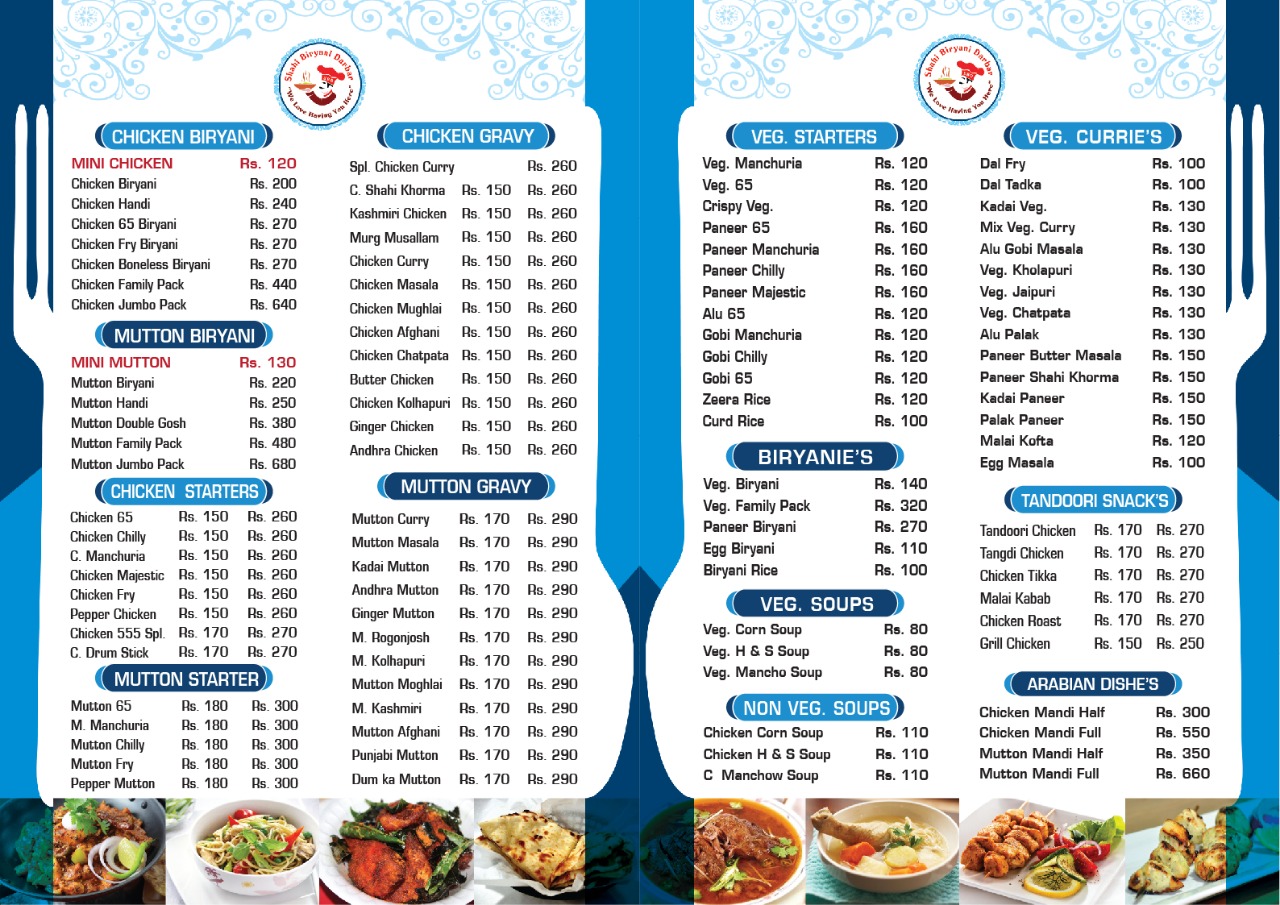 Shahi Biryani Darbar
"We Love Having You Here"
CHICKEN BIRYANI
MINI CHICKEN Rs. 120
Chicken Biryani Rs. 200
Chicken Handi Rs. 240
Chicken 65 Biryani Rs. 270
Chicken Fry Biryani Rs. 270
Chicken Boneless Biryani Rs. 270
Chicken Family Pack Rs. 440
Chicken Jumbo Pack Rs. 640
MUTTON BIRYANI
MINI MUTTON Rs. 130
Mutton Biryani Rs. 220
Mutton Handi Rs. 250
Mutton Double Gosh Rs. 380
Mutton Family Pack Rs. 480
Mutton Jumbo Pack Rs. 680
CHICKEN STARTERS
Chicken 65 Rs. 150 Rs. 260
Chicken Chilly Rs. 150 Rs. 260
C. Manchuria Rs. 150 Rs. 260
Chicken Majestic Rs. 150 Rs. 260
Chicken Fry Rs. 150 Rs. 260
Pepper Chicken Rs. 150 Rs. 260
Chicken 555 Spl. Rs. 170 Rs. 270
C. Drum Stick Rs. 170 Rs. 270
MUTTON STARTER
Mutton 65 Rs. 180 Rs. 300
M. Manchuria Rs. 180 Rs. 300
Mutton Chilly Rs. 180 Rs. 300
Mutton Fry Rs. 180 Rs. 300
Pepper Mutton Rs. 180 Rs. 300
CHICKEN GRAVY
Spl. Chicken Curry Rs. 260
C. Shahi Khorma Rs. 150 Rs. 260
Kashmiri Chicken Rs. 150 Rs. 260
Murg Musallam Rs. 150 Rs. 260
Chicken Curry Rs. 150 Rs. 260
Chicken Masala Rs. 150 Rs. 260
Chicken Mughlai Rs. 150 Rs. 260
Chicken Afghani Rs. 150 Rs. 260
Chicken Chatpata Rs. 150 Rs. 260
Butter Chicken Rs. 150 Rs. 260
Chicken Kolhapuri Rs. 150 Rs. 260
Ginger Chicken Rs. 150 Rs. 260
Andhra Chicken Rs. 150 Rs. 260
MUTTON GRAVY
Mutton Curry Rs. 170 Rs. 290
Mutton Masala Rs. 170 Rs. 290
Kadai Mutton Rs. 170 Rs. 290
Andhra Mutton Rs. 170 Rs. 290
Ginger Mutton Rs. 170 Rs. 290
M. Rogonjosh Rs. 170 Rs. 290
M. Kolhapuri Rs. 170 Rs. 290
Mutton Moghlai Rs. 170 Rs. 290
M. Kashmiri Rs. 170 Rs. 290
Mutton Afghani Rs. 170 Rs. 290
Punjabi Mutton Rs. 170 Rs. 290
Dum ka Mutton Rs. 170 Rs. 290
Shahi Biryani Darbar
"We Love Having You Here"
VEG. STARTERS
Veg. Manchuria Rs. 120
Veg. 65 Rs. 120
Crispy Veg. Rs. 120
Paneer 65 Rs. 160
Paneer Manchuria Rs. 160
Paneer Chilly Rs. 160
Paneer Majestic Rs. 160
Alu 65 Rs. 120
Gobi Manchuria Rs. 120
Gobi Chilly Rs. 120
Gobi 65 Rs. 120
Zeera Rice Rs. 120
Curd Rice Rs. 100
BIRYANIE'S
Veg. Biryani Rs. 140
Veg. Family Pack Rs. 320
Paneer Biryani Rs. 270
Egg Biryani Rs. 110
Biryani Rice Rs. 100
VEG. SOUPS
Veg. Corn Soup Rs. 80
Veg. H & S Soup Rs. 80
Veg. Mancho Soup Rs. 80
NON VEG. SOUPS
Chicken Corn Soup Rs. 110
Chicken H & S Soup Rs. 110
C Manchow Soup Rs. 110
VEG. CURRIE'S
Dal Fry Rs. 100
Dal Tadka Rs. 100
Kadai Veg. Rs. 130
Mix Veg. Curry Rs. 130
Alu Gobi Masala Rs. 130
Veg. Kholapuri Rs. 130
Veg. Jaipuri Rs. 130
Veg. Chatpata Rs. 130
Alu Palak Rs. 130
Paneer Butter Masala Rs. 150
Paneer Shahi Khorma Rs. 150
Kadai Paneer Rs. 150
Palak Paneer Rs. 150
Malai Kofta Rs. 120
Egg Masala Rs. 100
TANDOORI SNACK'S
Tandoori Chicken Rs. 170 Rs. 270
Tangdi Chicken Rs. 170 Rs. 270
Chicken Tikka Rs. 170 Rs. 270
Malai Kabab Rs. 170 Rs. 270
Chicken Roast Rs. 170 Rs. 270
Grill Chicken Rs. 150 Rs. 250
ARABIAN DISHE'S
Chicken Mandi Half Rs. 300
Chicken Mandi Full Rs. 550
Mutton Mandi Half Rs. 350
Mutton Mandi Full Rs. 660